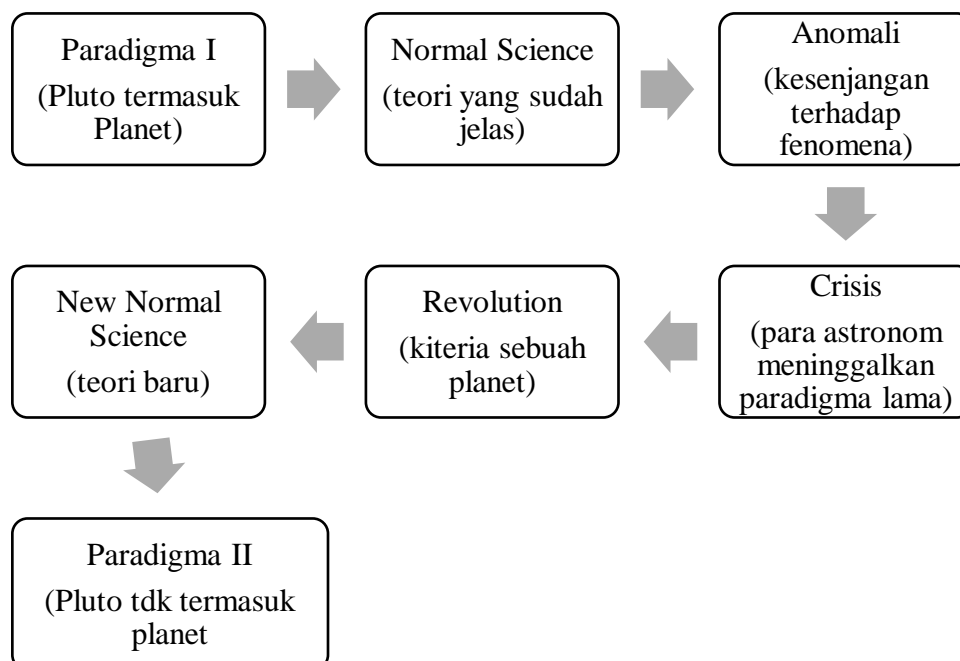 Paradigma I
(Pluto termasuk
Planet)
Normal Science
(teori yang sudah
jelas)
Anomali
(kesenjangan
terhadap
fenomena)
Crisis
(para astronom
meninggalkan
paradigma lama)
Revolution
(kiteria sebuah
planet)
New Normal
Science
(teori baru)
Paradigma II
(Pluto tdk termasuk
planet